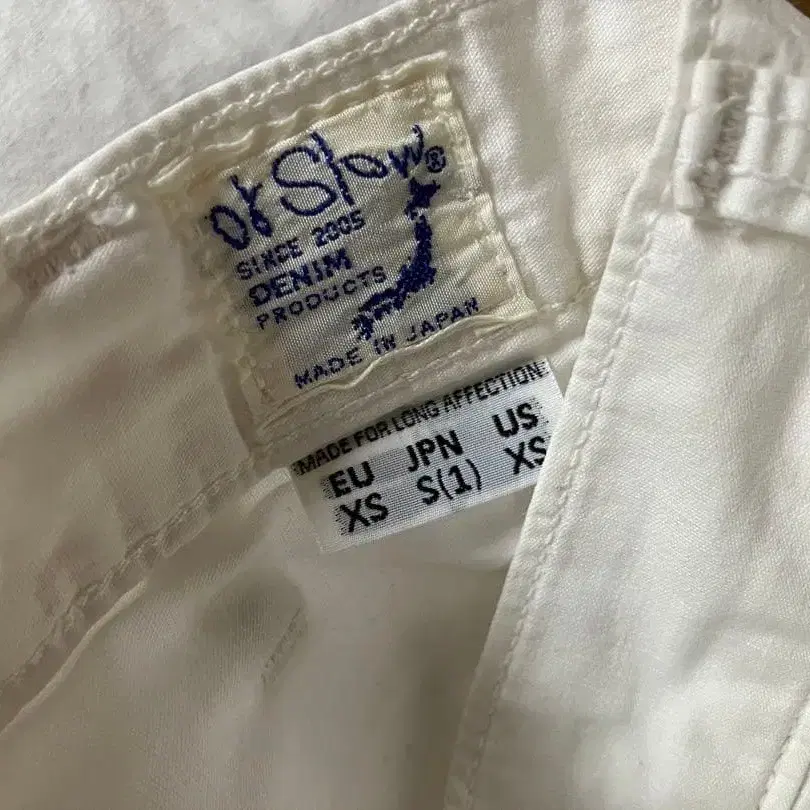 orSlow®
SINCE 2005
DENIM
PRODUCTS
MADE IN JAPAN
MADE FOR LONG AFFECTION
EU JPN US
XS S(1) XS